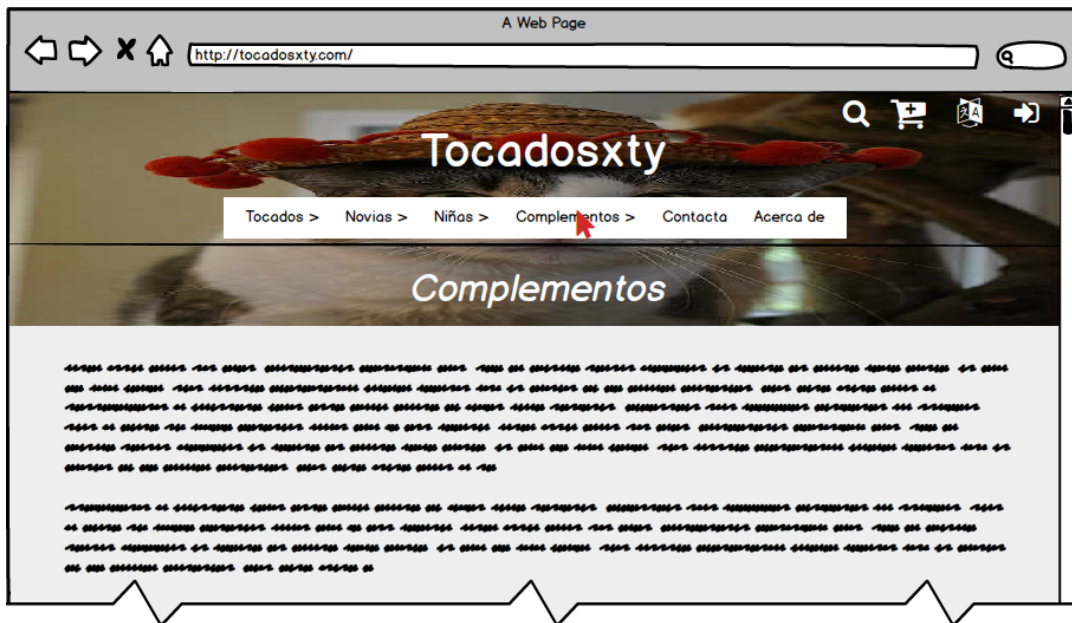 A Web Page
http://tocadosxty.com/
Tocadosxty
Tocados > Novias > Niñas > Complementos > Contacta Acerca de
Complementos